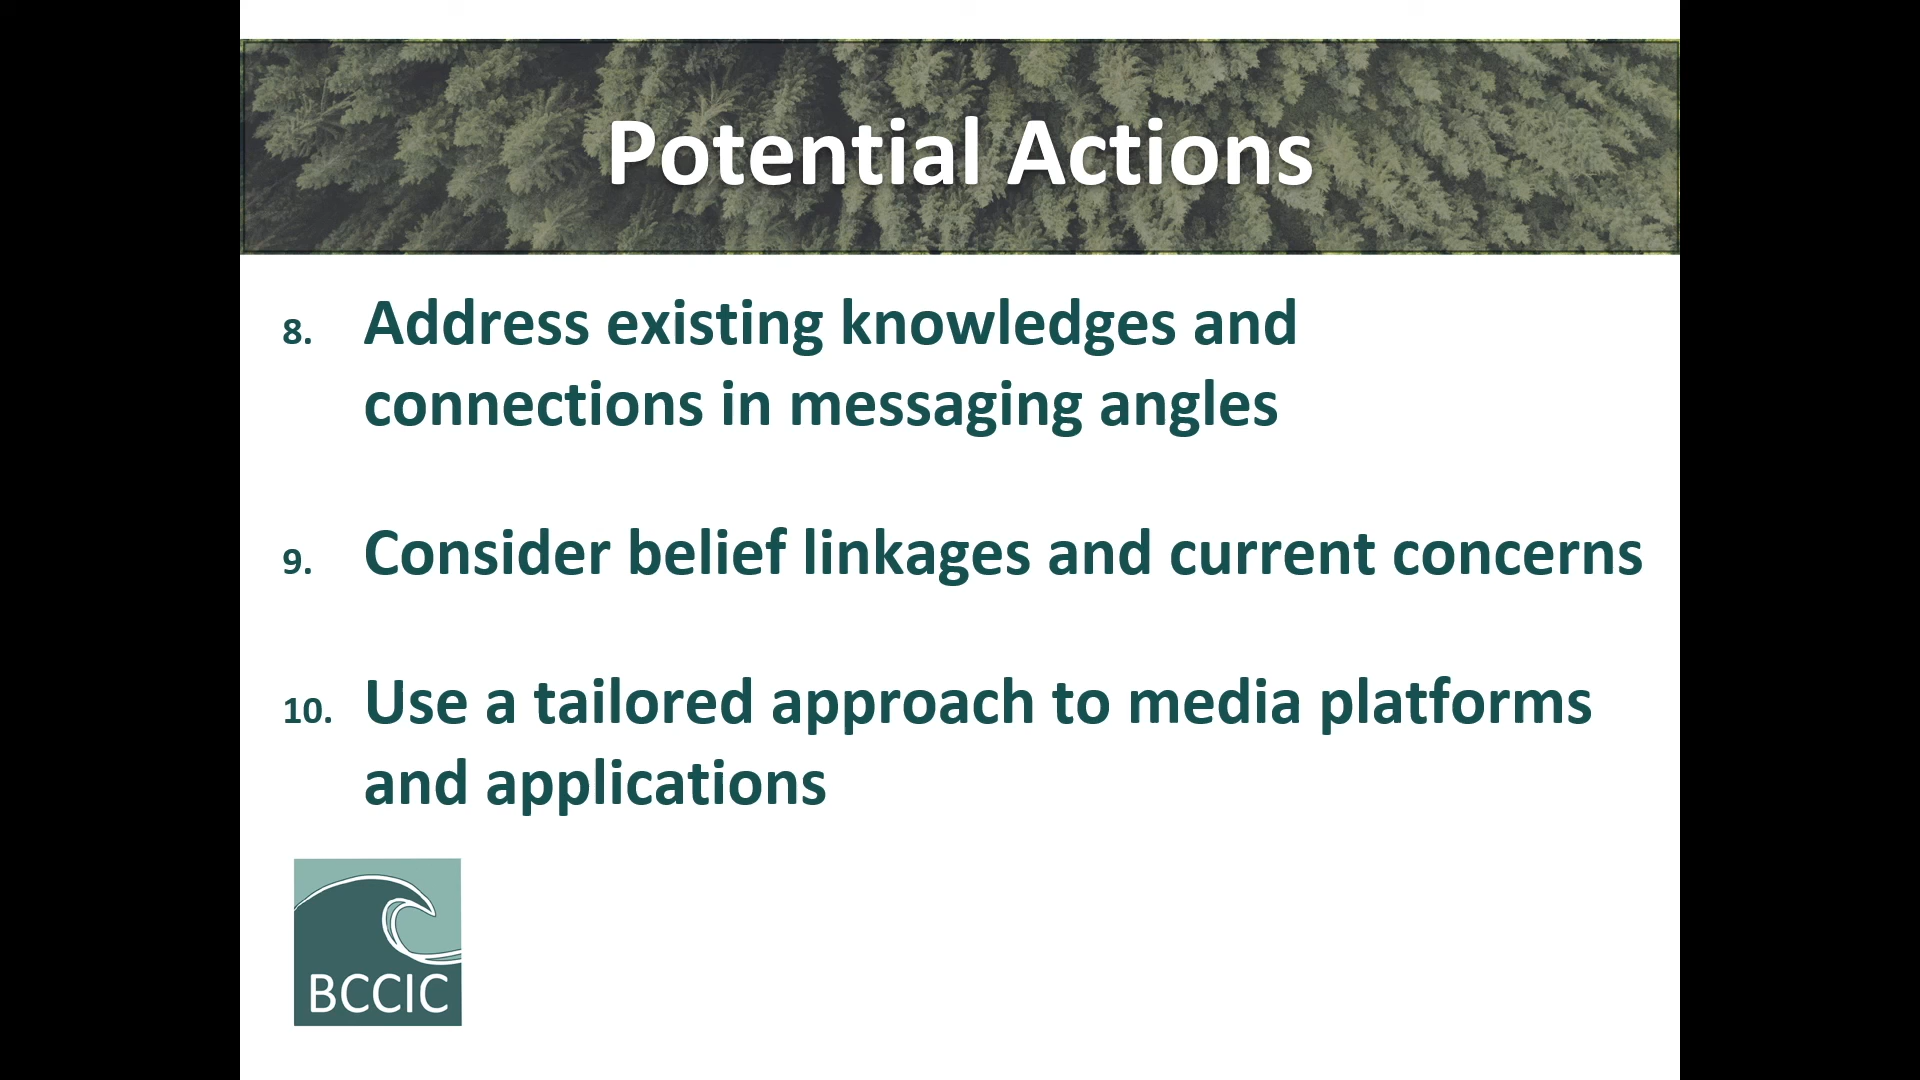 Potential Actions
8. Address existing knowledges and
connections in messaging angles
9. Consider belief linkages and current concerns
10. Use a tailored approach to media platforms
and applications
BCCIC